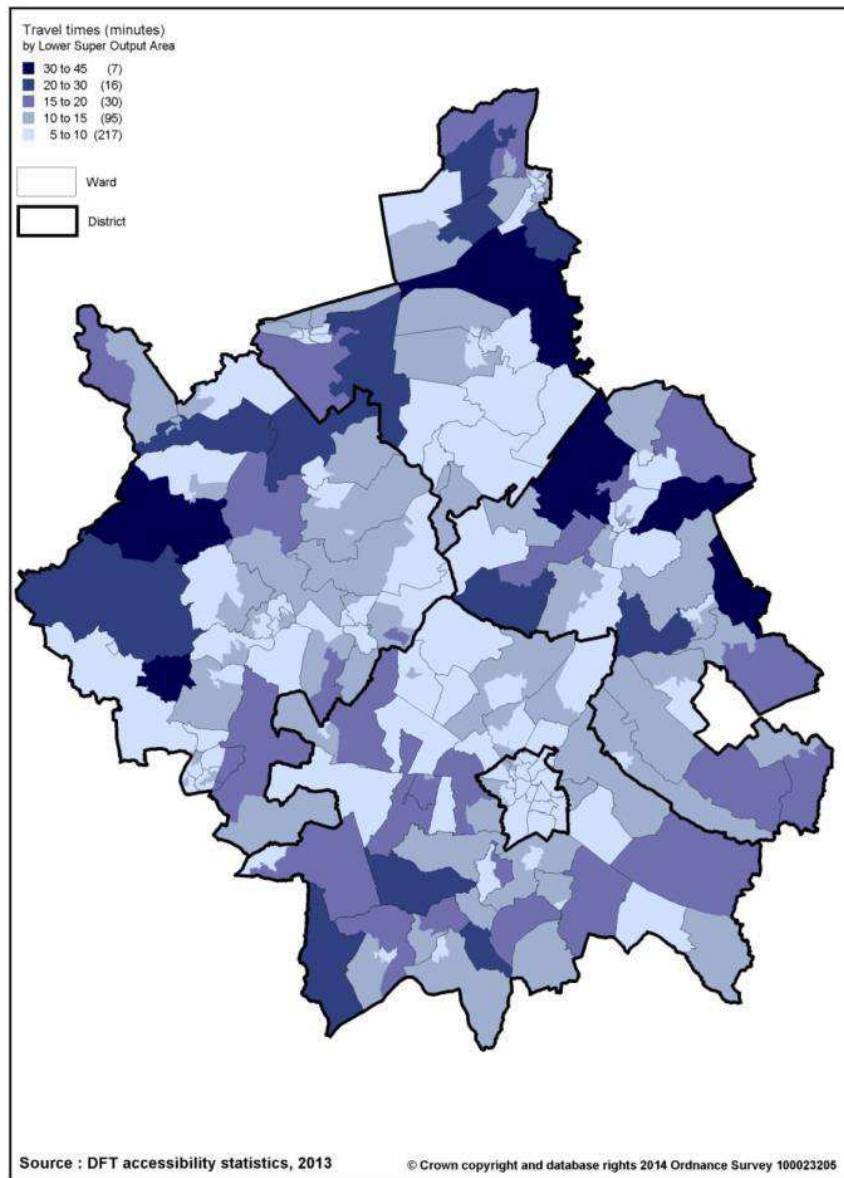 Travel times (minutes)
by Lower Super Output Area
30 to 45 (7)
20 to 30 (16)
15 to 20 (30)
10 to 15 (95)
5 to 10 (217)
Ward
District
Source : DFT accessibility statistics, 2013
© Crown copyright and database rights 2014 Ordnance Survey 100023205